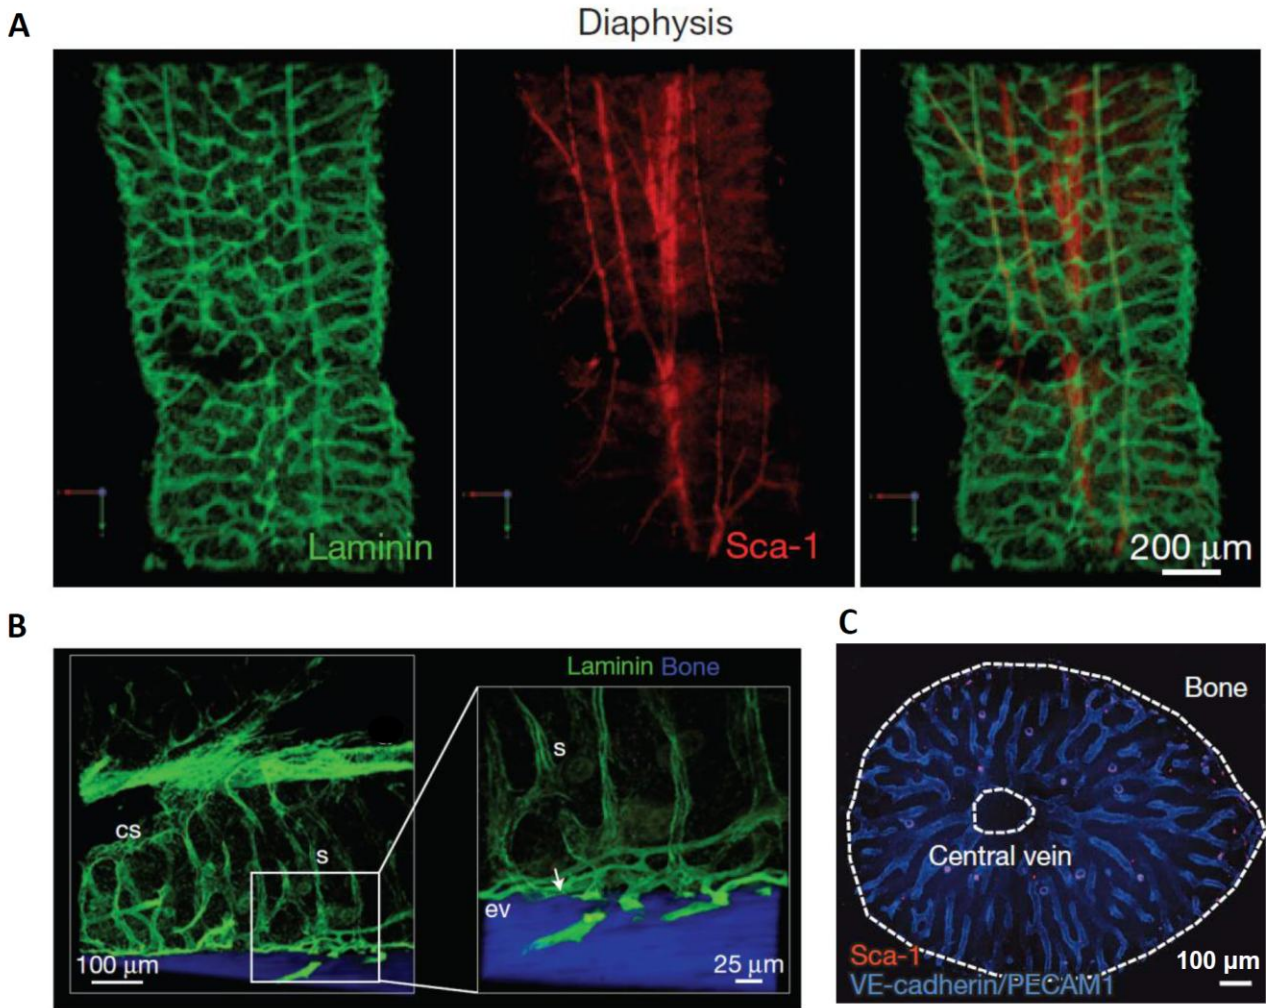 A
Diaphysis
Laminin
Sca-1
200 µm
B
Laminin Bone
cs
s
100 µm
s
ev
25 µm
C
Bone
Central vein
Sca-1
VE-cadherin/PECAM1
100 µm